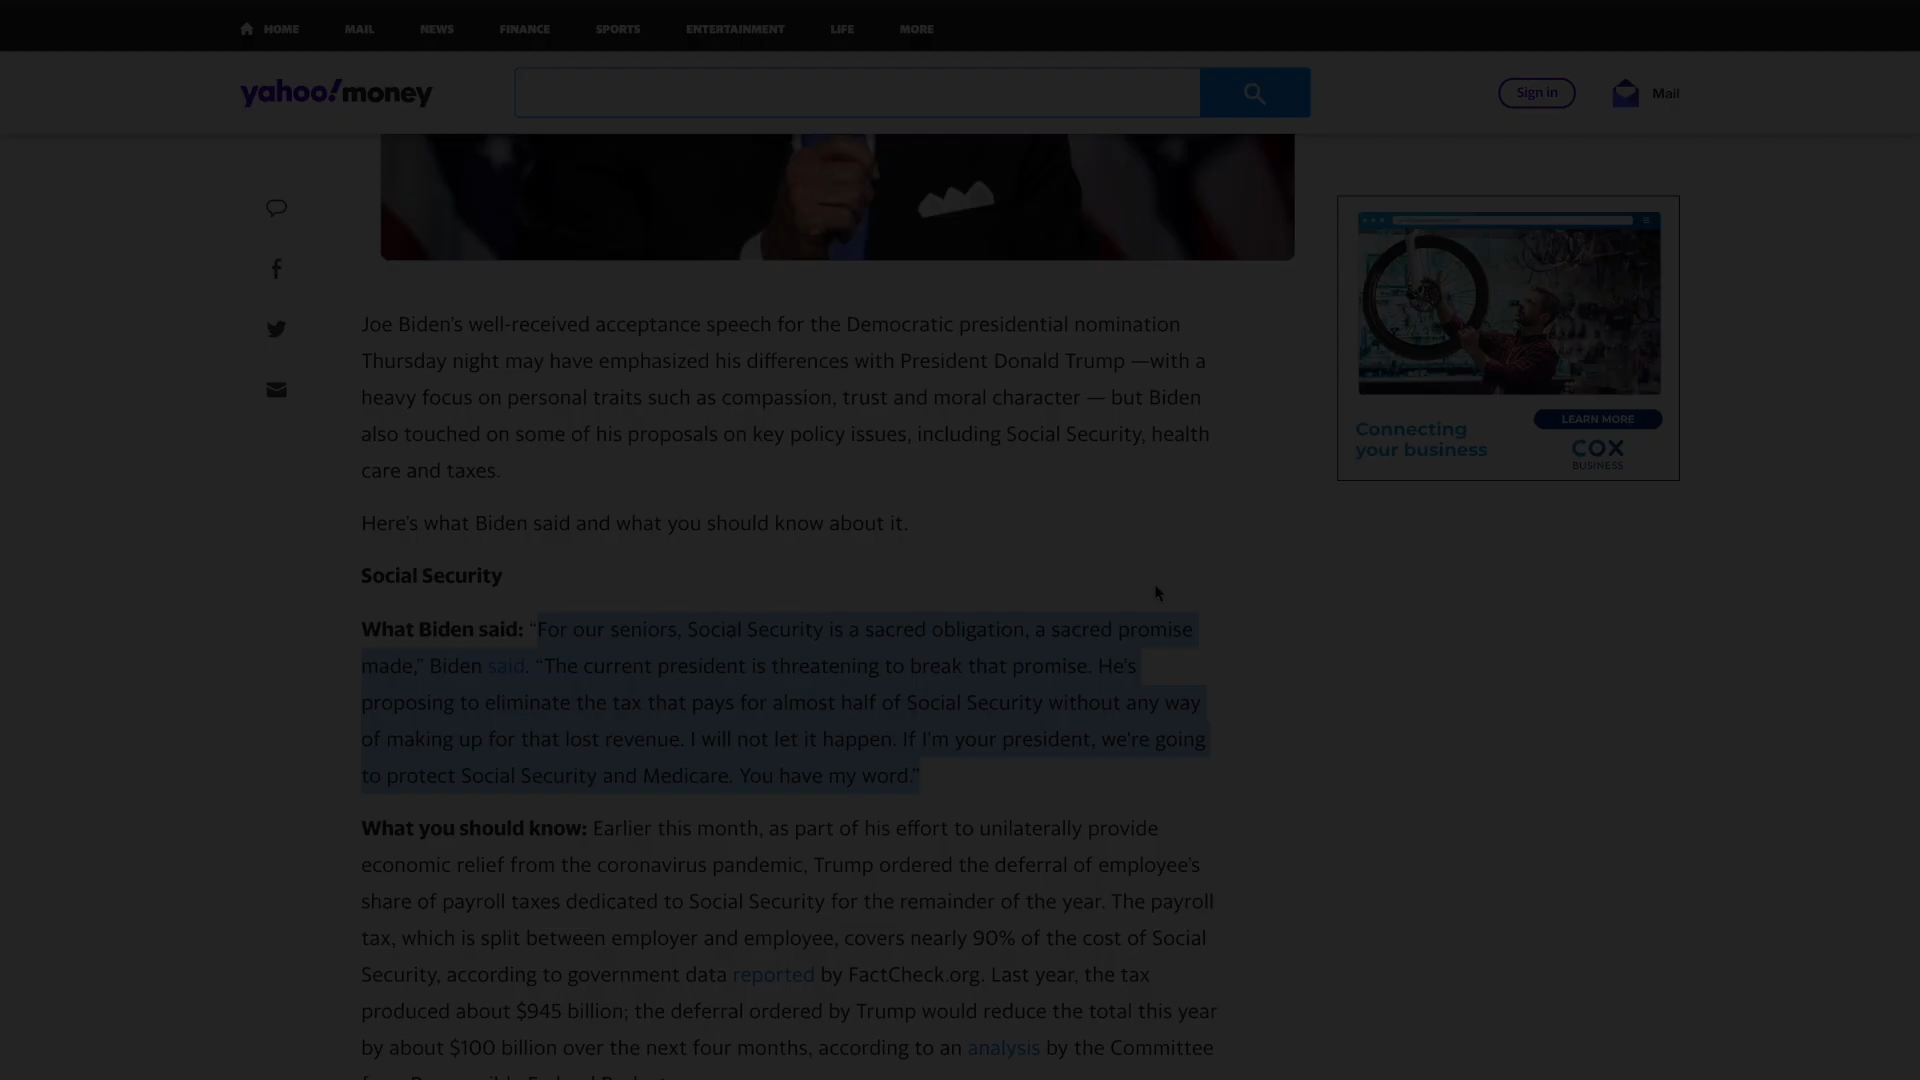 HOME MAIL NEWS FINANCE SPORTS ENTERTAINMENT LIFE MORE
yahoo!money
Sign in
Mail
Joe Biden's well-received acceptance speech for the Democratic presidential nomination
Thursday night may have emphasized his differences with President Donald Trump —with a
heavy focus on personal traits such as compassion, trust and moral character — but Biden
also touched on some of his proposals on key policy issues, including Social Security, health
care and taxes.
Here's what Biden said and what you should know about it.
Social Security
What Biden said: “For our seniors, Social Security is a sacred obligation, a sacred promise
made,” Biden said. “The current president is threatening to break that promise. He's
proposing to eliminate the tax that pays for almost half of Social Security without any way
of making up for that lost revenue. I will not let it happen. If I'm your president, we're going
to protect Social Security and Medicare. You have my word.”
What you should know: Earlier this month, as part of his effort to unilaterally provide
economic relief from the coronavirus pandemic, Trump ordered the deferral of employee's
share of payroll taxes dedicated to Social Security for the remainder of the year. The payroll
tax, which is split between employer and employee, covers nearly 90% of the cost of Social
Security, according to government data reported by FactCheck.org. Last year, the tax
produced about $945 billion; the deferral ordered by Trump would reduce the total this year
by about $100 billion over the next four months, according to an analysis by the Committee
Connecting
your business
LEARN MORE
COX
BUSINESS